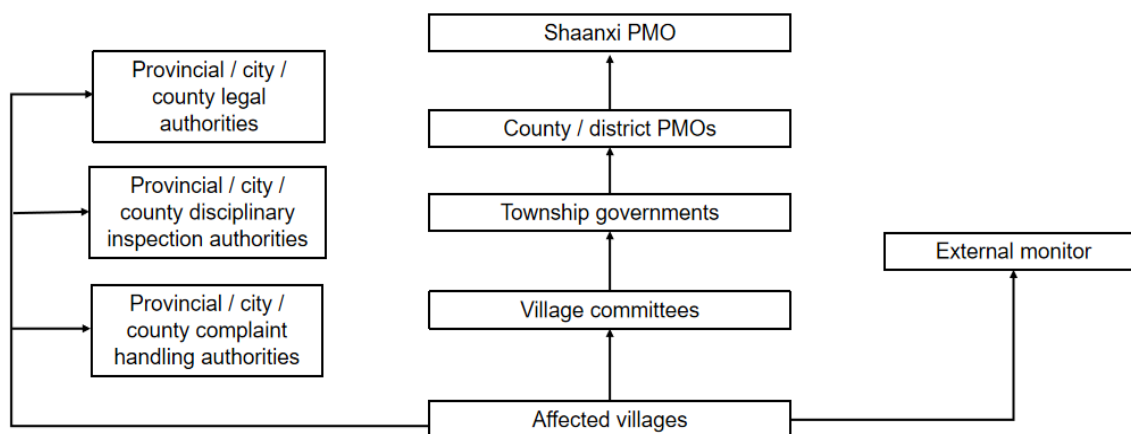 Shaanxi PMO
Provincial / city /
county legal
authorities
County / district PMOs
Provincial / city /
county disciplinary
inspection authorities
Township governments
External monitor
Provincial / city /
county complaint
handling authorities
Village committees
Affected villages